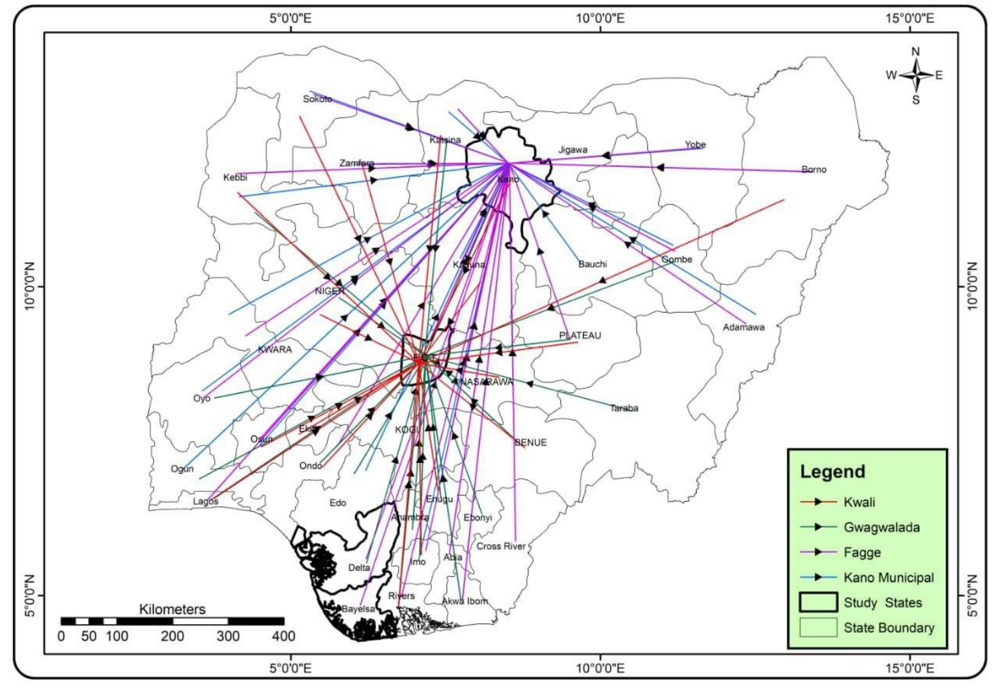 5°0'0"E 10°0'0"E 15°0'0"E
N
W E
S
Sokoto
Katsina
Jigawa
Yobe
Zamfara
Borno
Kebbi
Kano
Kaduna
Bauchi
Gombe
10°0'0"N
10°0'0"N
NIGER
Adamawa
PLATEAU
KWARA
NASARAWA
Oyo
Taraba
Ekiti
KOGI
Osun
BENUE
Ondo
Ogun
Lagos
Edo
Enugu
Anambra
Ebonyi
Cross River
Abia
Imo
Delta
Rivers
Akwa Ibom
Bayelsa
5°0'0"N
5°0'0"N
Legend
Kwali
Gwagwalada
Fagge
Kano Municipal
Study States
State Boundary
Kilometers
0 50 100 200 300 400
5°0'0"E 10°0'0"E 15°0'0"E